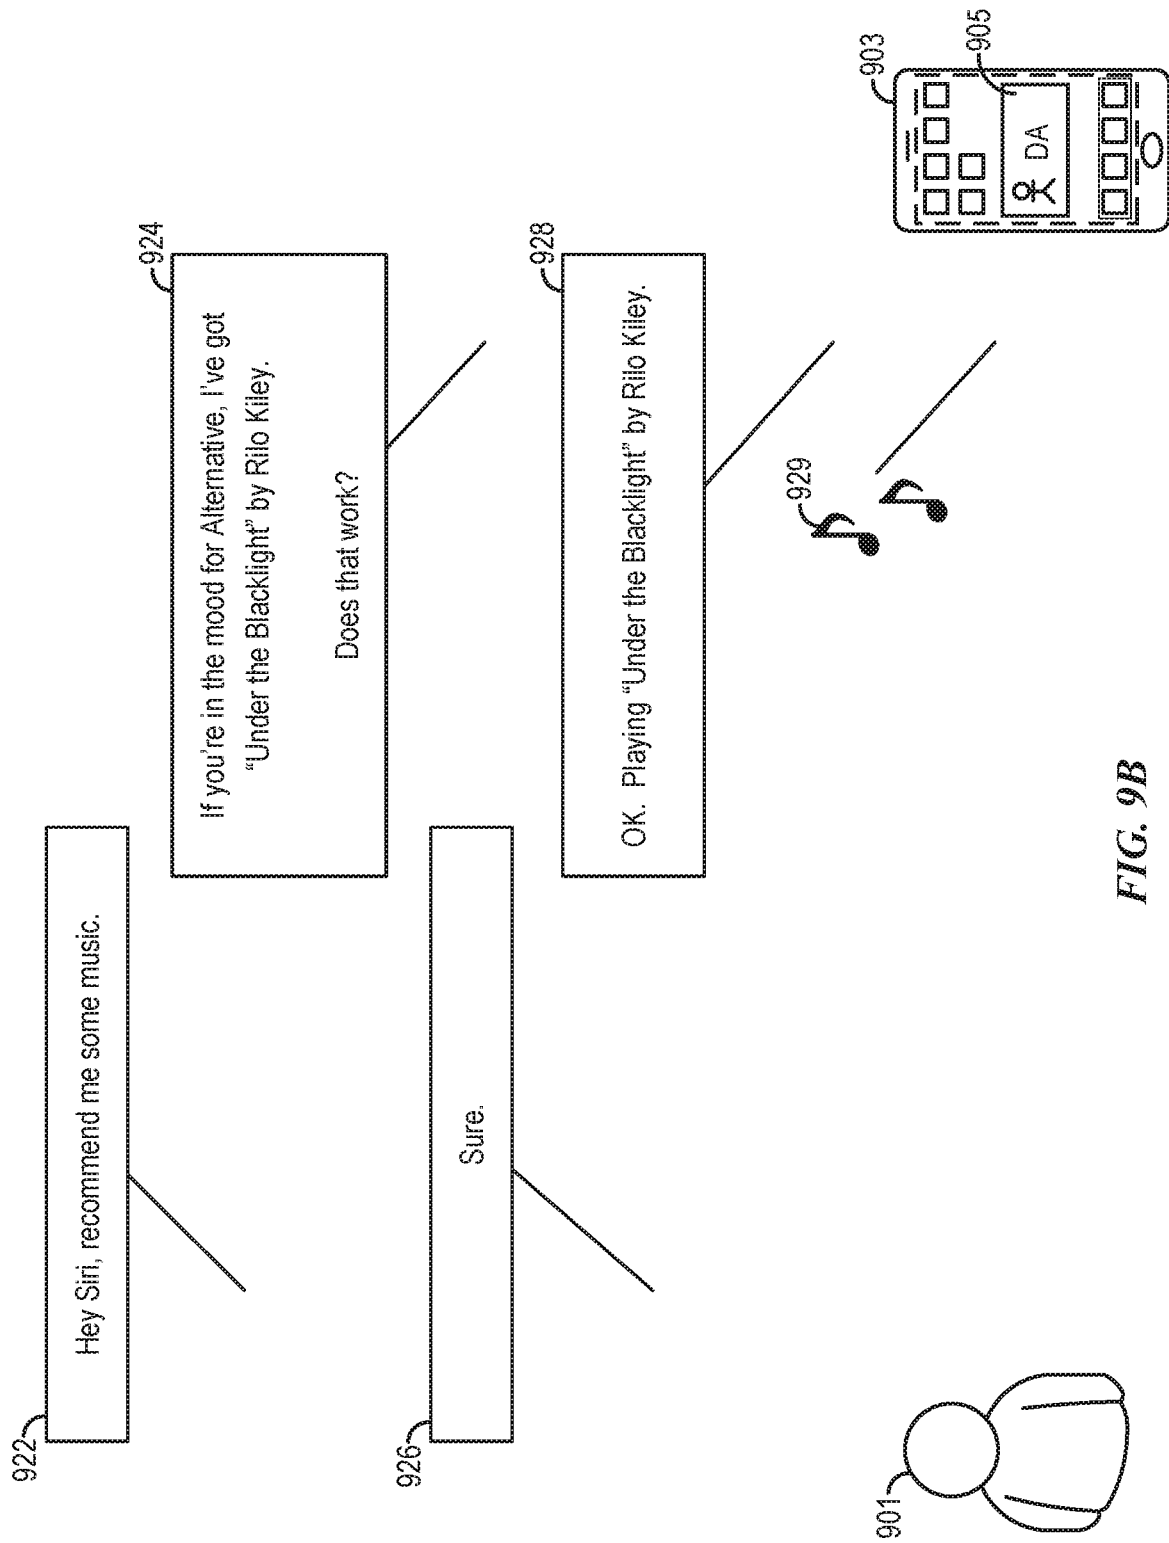 922
Hey Siri, recommend me some music.
924
If you're in the mood for Alternative, I've got
“Under the Blacklight” by Rilo Kiley.
Does that work?
926
Sure.
928
OK. Playing “Under the Blacklight” by Rilo Kiley.
929
901
903
905
DA
FIG. 9B